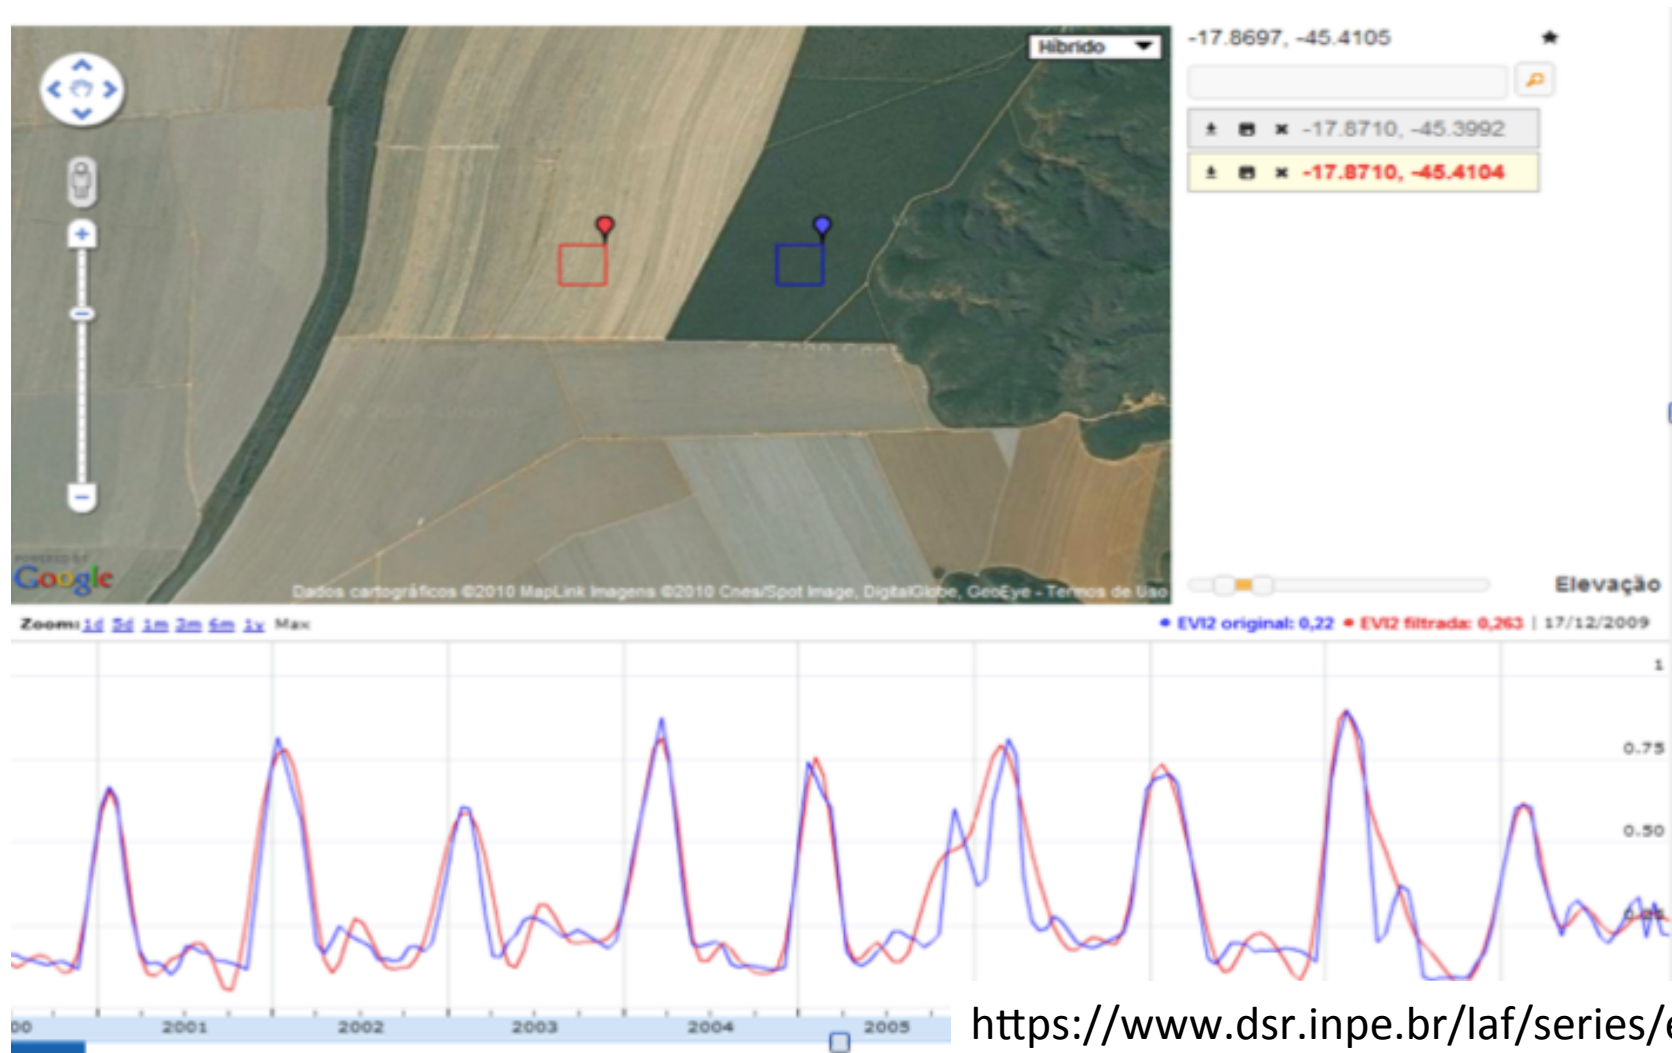 Híbrido
-17.8697, -45.4105
-17.8710, -45.3992
-17.8710, -45.4104
POWERED BY
Google
Dados cartográficos ©2010 MapLink Imagens ©2010 Cnes/Spot Image, DigitalGlobe, GeoEye - Termos de Uso
Elevação
Zoom: 1d 5d 1m 3m 6m 1y Max
EVI2 original: 0,22 EVI2 filtrada: 0,263 | 17/12/2009
1
0.75
0.50
0.25
00 2001 2002 2003 2004 2005
https://www.dsr.inpe.br/laf/series/e